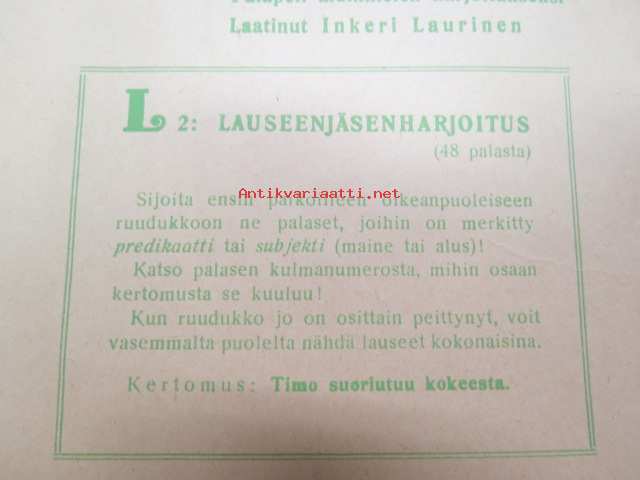 Laatinut Inkeri Laurinen
L 2: LAUSEENJÄSENHARJOITUS
(48 palasta)
Antikvariaatti.net
Sijoita ensin paikoilleen oikeanpuoleiseen
ruudukkoon ne palaset, joihin on merkitty
predikaatti tai subjekti (maine tai alus)!
Katso palasen kulmanumerosta, mihin osaan
kertomusta se kuuluu!
Kun ruudukko jo on osittain peittynyt, voit
vasemmalta puolelta nähdä lauseet kokonaisina.
Kertomus: Timo suoriutuu kokeesta.